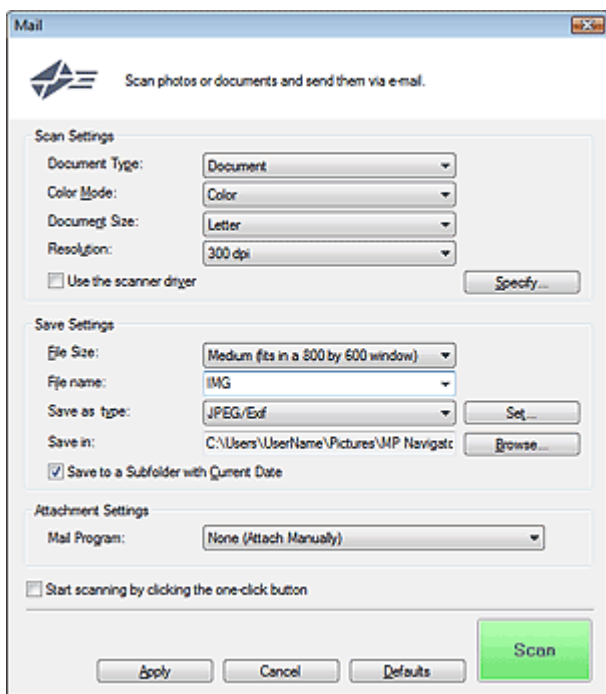 Mail
Scan photos or documents and send them via e-mail.
Scan Settings
Document Type: Document
Color Mode: Color
Document Size: Letter
Resolution: 300 dpi
Use the scanner driver Specify...
Save Settings
File Size: Medium (fits in a 800 by 600 window)
File name: IMG
Save as type: JPEG/Exif Set...
Save in: C:\Users\UserName\Pictures\MP Navigato Browse...
Save to a Subfolder with Current Date
Attachment Settings
Mail Program: None (Attach Manually)
Start scanning by clicking the one-click button
Apply Cancel Defaults Scan